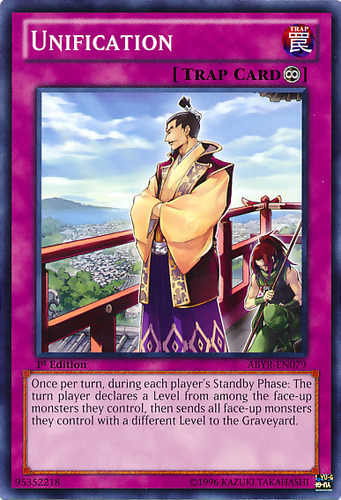 UNIFICATION
TRAP
罠
[TRAP CARD]
1st Edition
ABYR-EN079
Once per turn, during each player's Standby Phase: The
turn player declares a Level from among the face-up
monsters they control, then sends all face-up monsters
they control with a different Level to the Graveyard.
95352218
©1996 KAZUKI TAKAHASHI